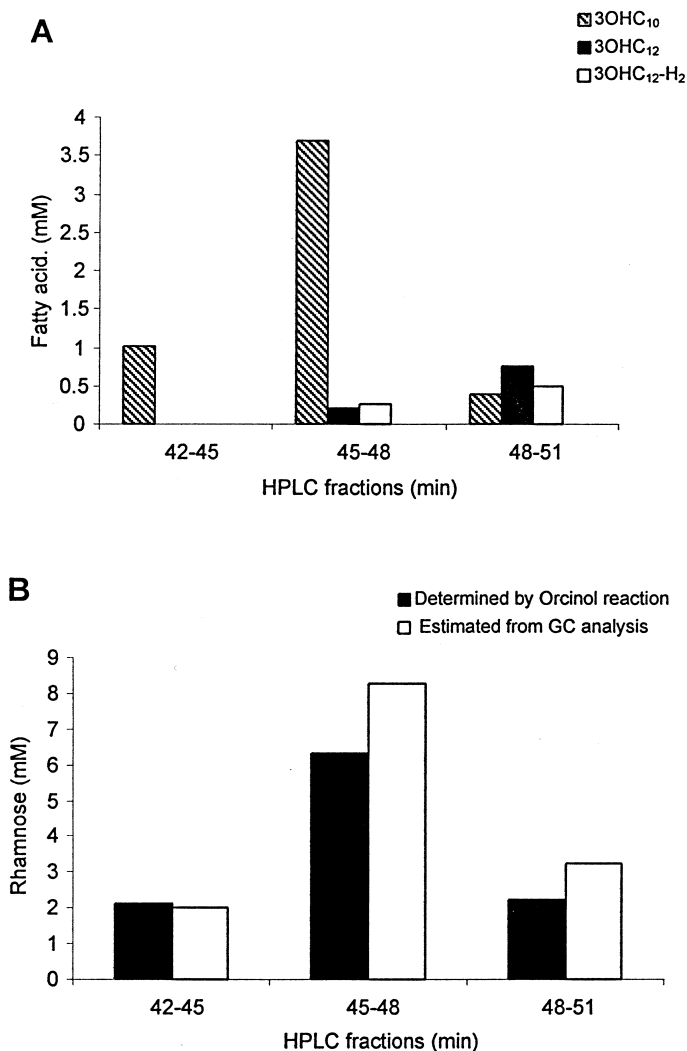 A
3OHC10
3OHC12
3OHC12-H2
4
3.5
3
2.5
2
1.5
1
0.5
0
Fatty acid. (mM)
42-45 45-48 48-51
HPLC fractions (min)
B
Determined by Orcinol reaction
Estimated from GC analysis
9
8
7
6
5
4
3
2
1
0
Rhamnose (mM)
42-45 45-48 48-51
HPLC fractions (min)